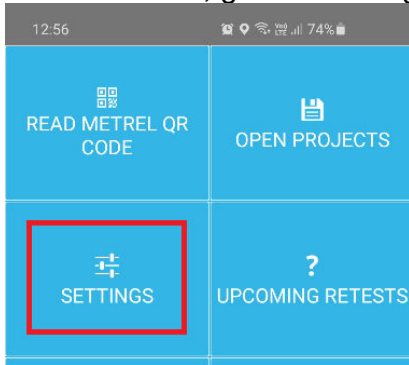 12:56 74%
READ METREL QR
CODE
OPEN PROJECTS
SETTINGS
?
UPCOMING RETESTS